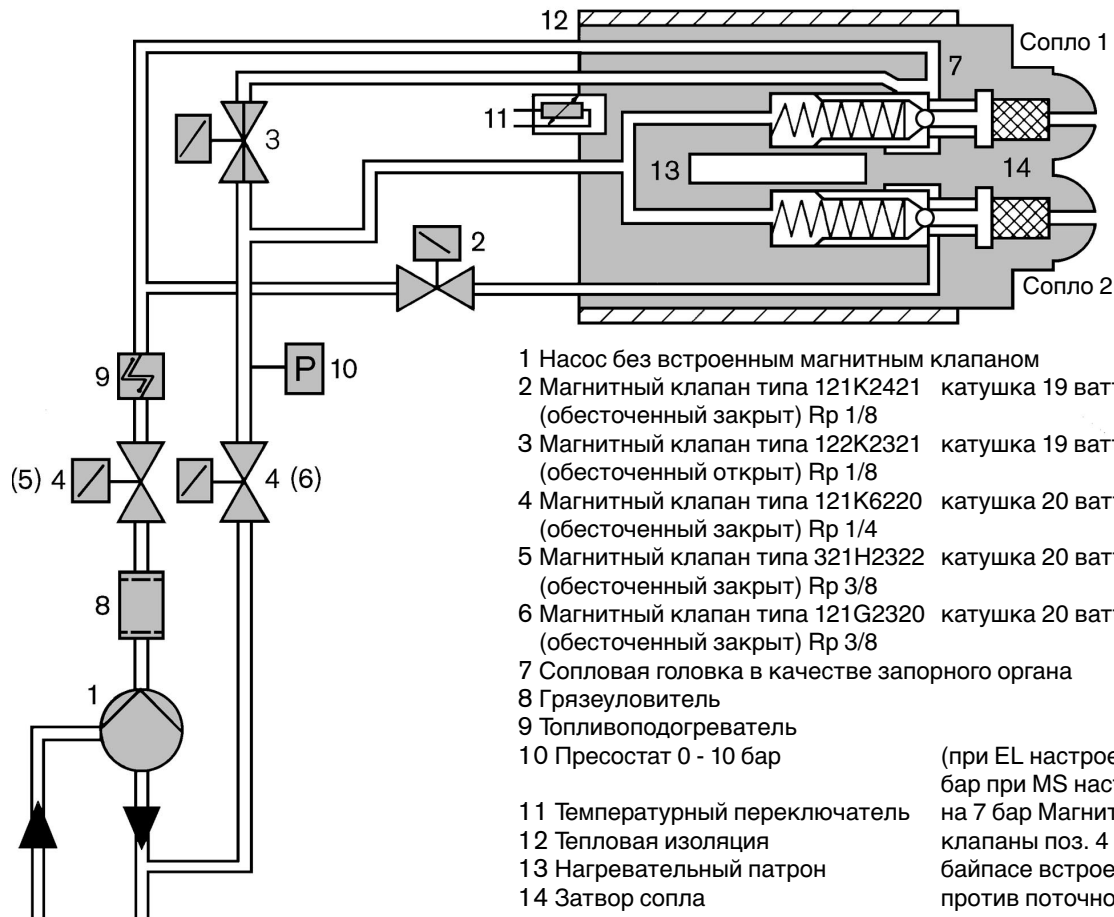 12
Сопло 1
7
11
3
13
14
2
Сопло 2
9
P 10
(5) 4
4 (6)
8
1
1 Насос без встроенным магнитным клапаном
2 Магнитный клапан типа 121K2421 катушка 19 ватт
(обесточенный закрыт) Rp 1/8
3 Магнитный клапан типа 122K2321 катушка 19 ватт
(обесточенный открыт) Rp 1/8
4 Магнитный клапан типа 121K6220 катушка 20 ватт
(обесточенный закрыт) Rp 1/4
5 Магнитный клапан типа 321H2322 катушка 20 ватт
(обесточенный закрыт) Rp 3/8
6 Магнитный клапан типа 121G2320 катушка 20 ватт
(обесточенный закрыт) Rp 3/8
7 Сопловая головка в качестве запорного органа
8 Грязеуловитель
9 Топливоподогреватель
10 Пресостат 0 - 10 бар (при EL настрое
бар при MS наст
11 Температурный переключатель на 7 бар Магнит
12 Тепловая изоляция клапаны поз. 4
13 Нагревательный патрон байпасе встрое
14 Затвор сопла против поточно